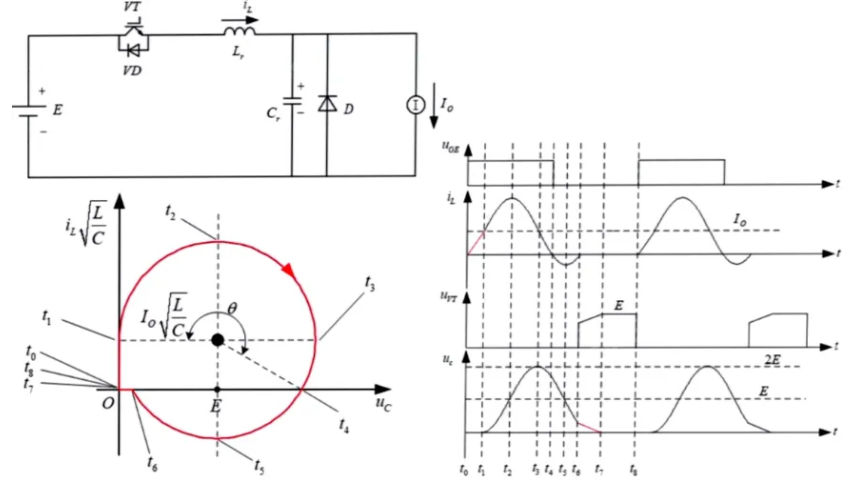 VT
i_L
VD
L_r
+
E
−
+
C_r
−
D
I
I_O
i_L √(L/C)
t_2
t_3
t_1
I_O √(L/C)
θ
t_0
t_8
t_7
O
E
u_C
t_4
t_6
t_5
u_GE
t
i_L
I_O
t
u_VT
E
t
u_c
2E
E
t
t_0 t_1 t_2 t_3 t_4 t_5 t_6 t_7 t_8